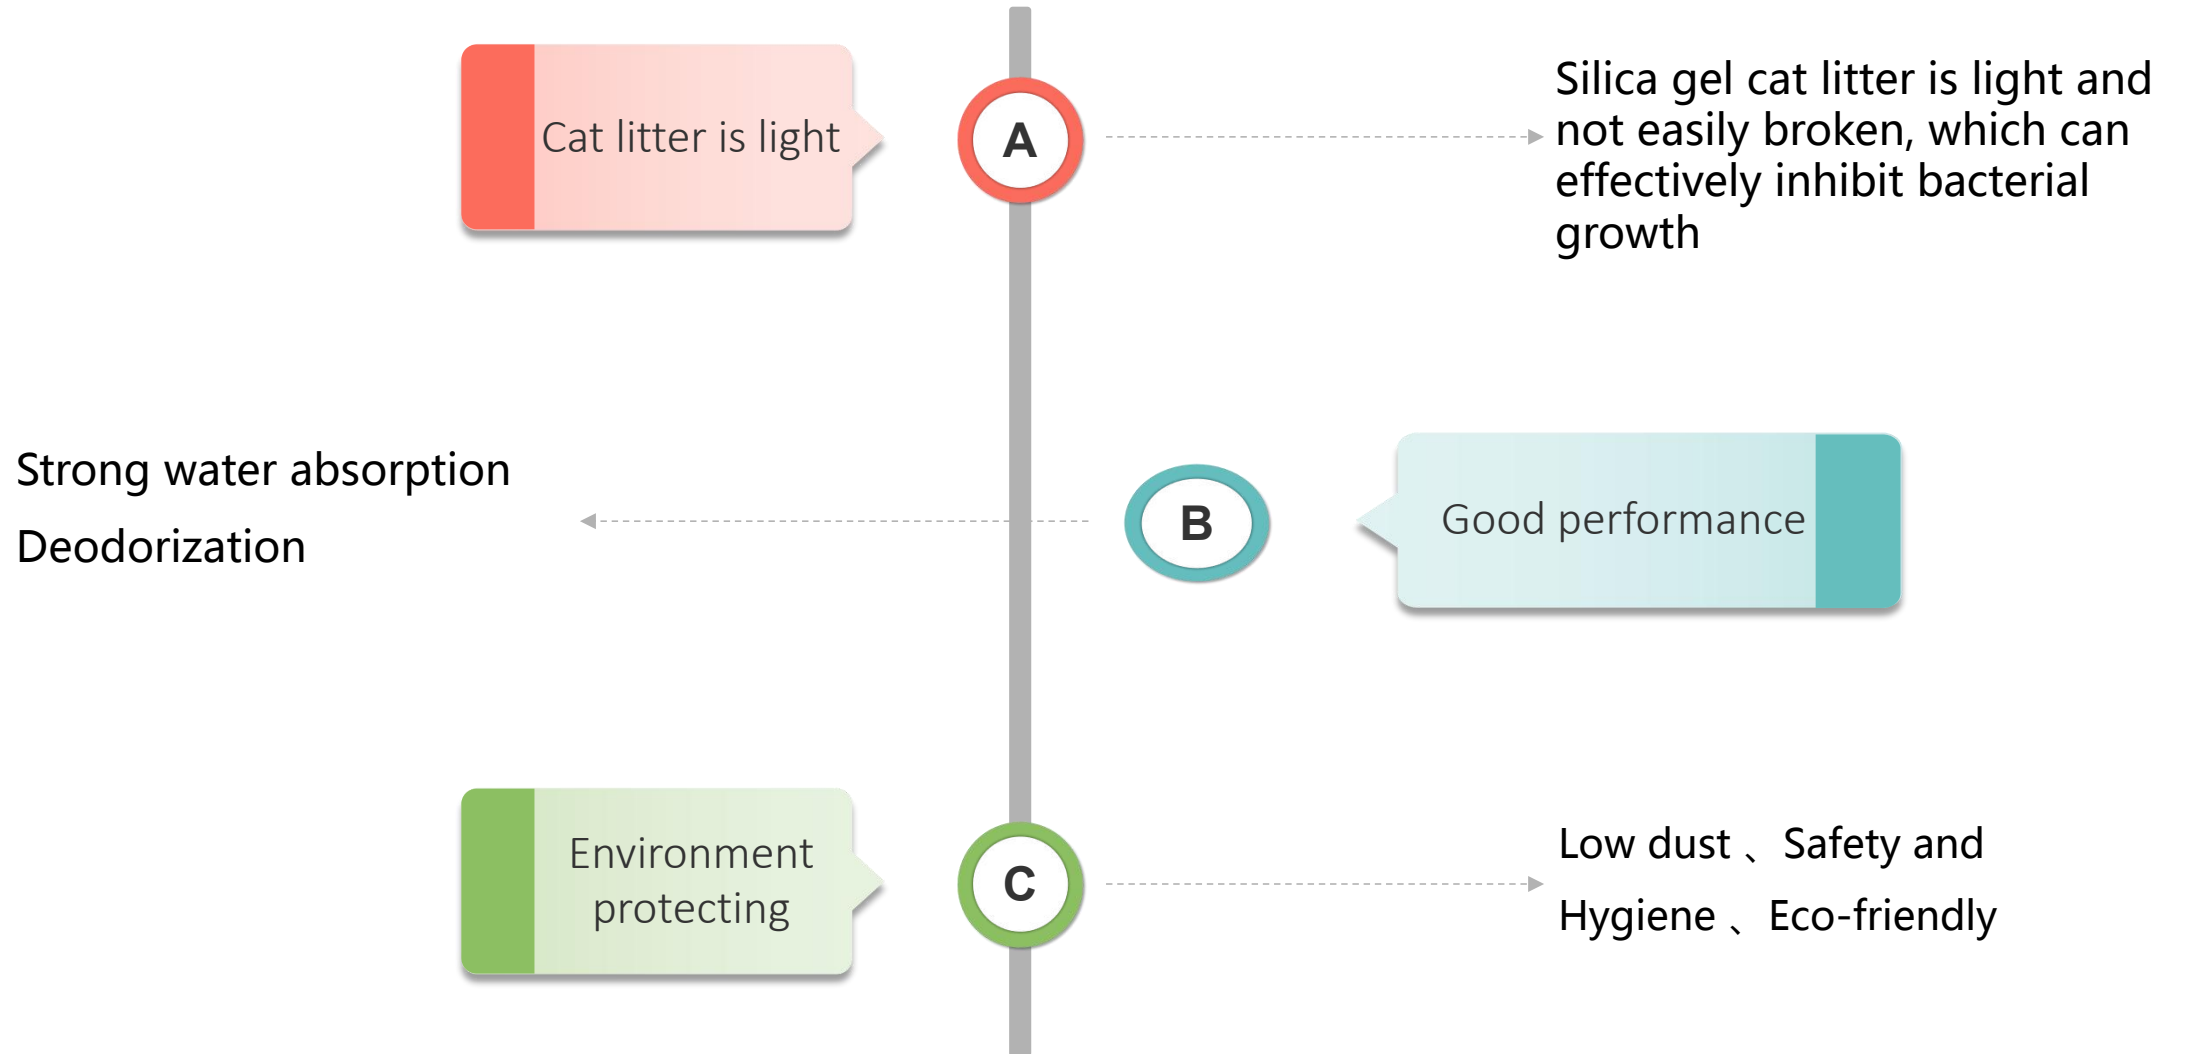 Cat litter is light
A
Silica gel cat litter is light and
not easily broken, which can
effectively inhibit bacterial
growth
Strong water absorption
Deodorization
B
Good performance
Environment
protecting
C
Low dust 、Safety and
Hygiene 、Eco-friendly